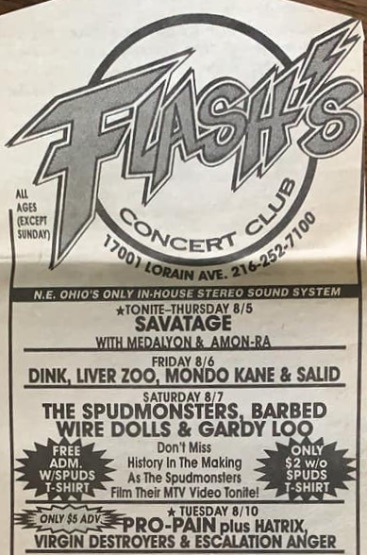 FLASH'S
CONCERT CLUB
17001 LORAIN AVE. 216-252-7100
ALL
AGES
(EXCEPT
SUNDAY)
N.E. OHIO'S ONLY IN-HOUSE STEREO SOUND SYSTEM
★TONITE-THURSDAY 8/5
SAVATAGE
WITH MEDALYON & AMON-RA
FRIDAY 8/6
DINK, LIVER ZOO, MONDO KANE & SALID
SATURDAY 8/7
THE SPUDMONSTERS, BARBED
WIRE DOLLS & GARDY LOO
FREE
ADM.
W/SPUDS
T-SHIRT
Don't Miss
History In The Making
As The Spudmonsters
Film Their MTV Video Tonite!
ONLY
$2 w/o
SPUDS
T-SHIRT
ONLY $5 ADV.
★ TUESDAY 8/10
PRO-PAIN plus HATRIX,
VIRGIN DESTROYERS & ESCALATION ANGER